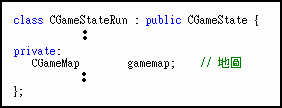 class CGameStateRun : public CGameState {
:
private:
CGameMap gamemap; // 地圖
:
};